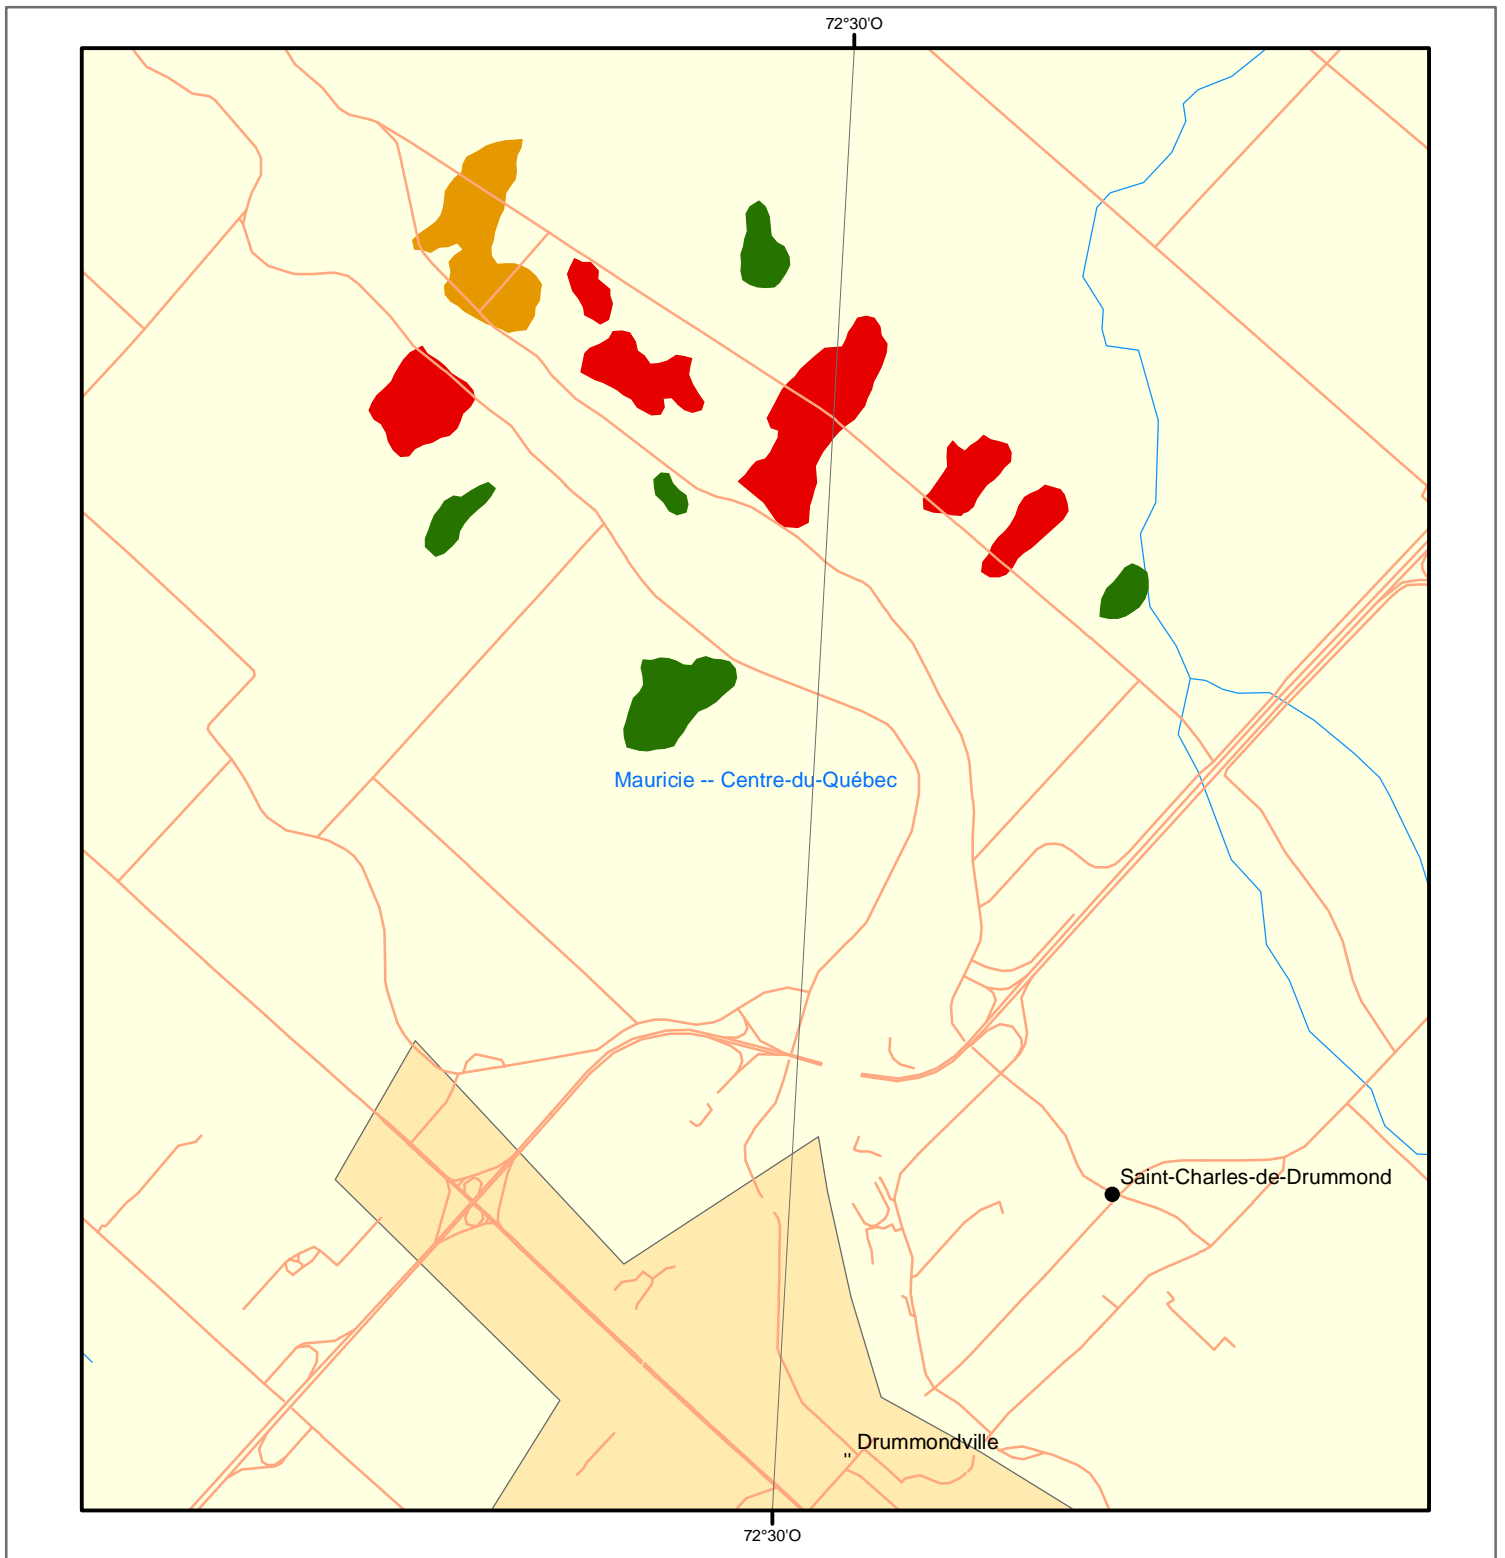 72°30'O
Mauricie -- Centre-du-Québec
Saint-Charles-de-Drummond
Drummondville
"
72°30'O